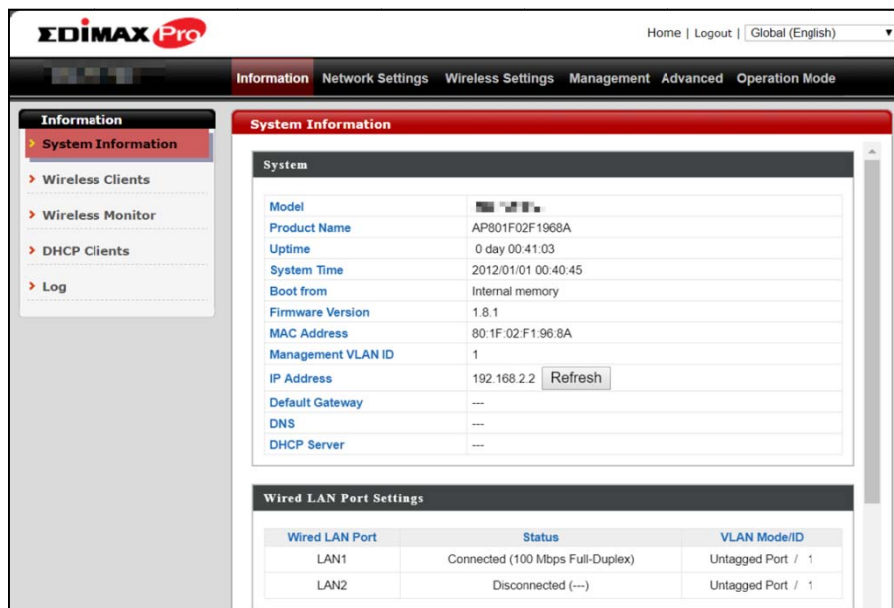 EDIMAX Pro
Home | Logout | Global (English)
Information Network Settings Wireless Settings Management Advanced Operation Mode
Information
System Information
Wireless Clients
Wireless Monitor
DHCP Clients
Log
System Information
System
Model
Product Name AP801F02F1968A
Uptime 0 day 00:41:03
System Time 2012/01/01 00:40:45
Boot from Internal memory
Firmware Version 1.8.1
MAC Address 80:1F:02:F1:96:8A
Management VLAN ID 1
IP Address 192.168.2.2 Refresh
Default Gateway ---
DNS ---
DHCP Server ---
Wired LAN Port Settings
Wired LAN Port Status VLAN Mode/ID
LAN1 Connected (100 Mbps Full-Duplex) Untagged Port / 1
LAN2 Disconnected (---) Untagged Port / 1